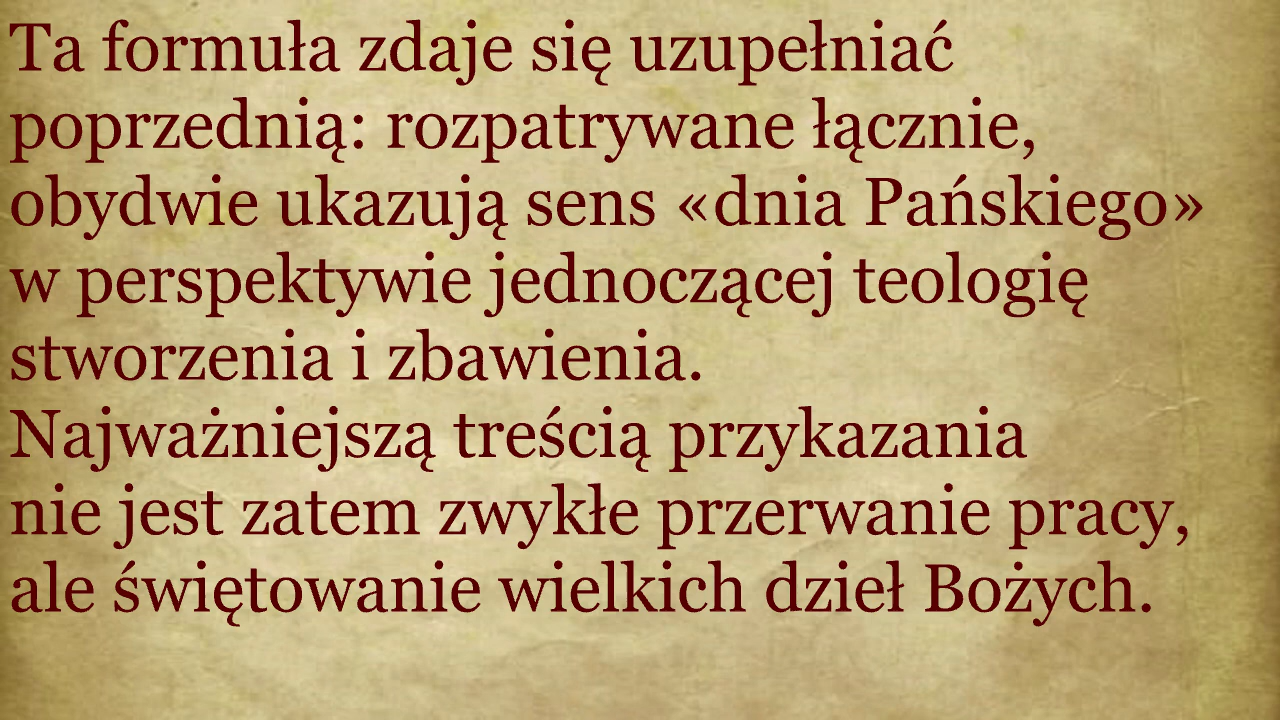 Ta formuła zdaje się uzupełniać
poprzednią: rozpatrywane łącznie,
obydwie ukazują sens «dnia Pańskiego»
w perspektywie jednoczącej teologię
stworzenia i zbawienia.
Najważniejszą treścią przykazania
nie jest zatem zwykłe przerwanie pracy,
ale świętowanie wielkich dzieł Bożych.